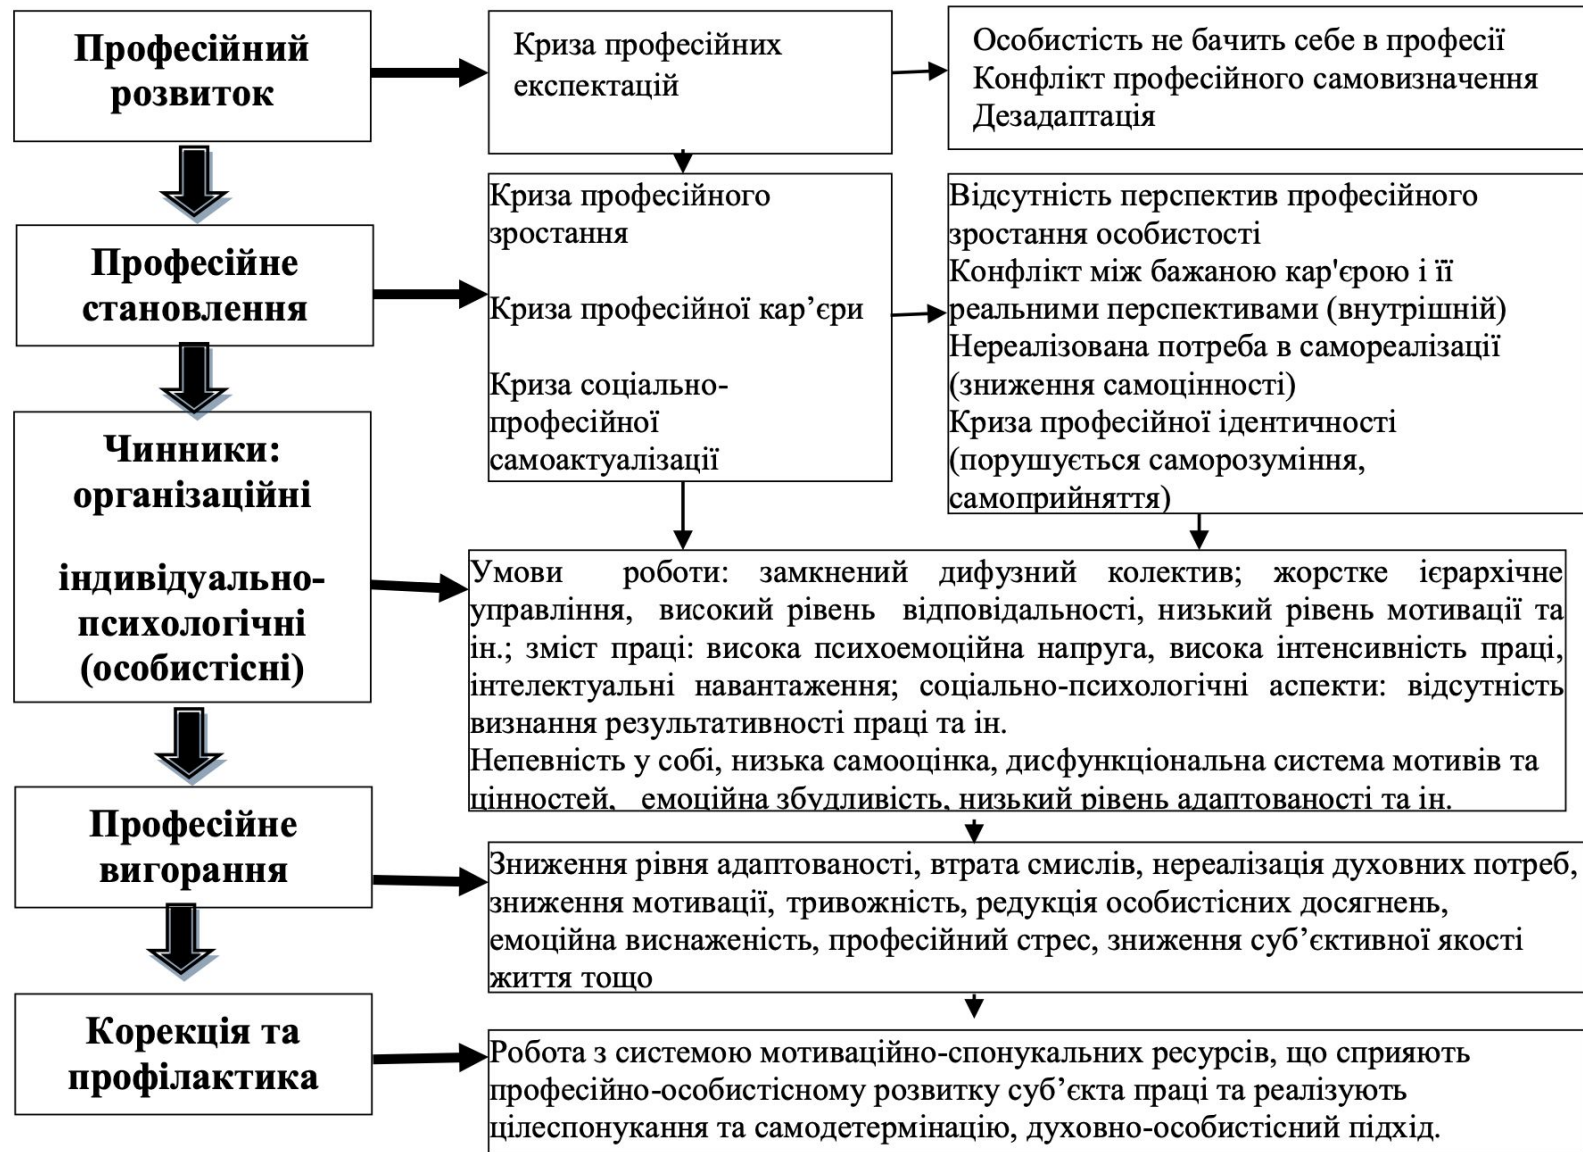 Професійний
розвиток
Криза професійних
експектацій
Особистість не бачить себе в професії
Конфлікт професійного самовизначення
Дезадаптація
Професійне
становлення
Криза професійного
зростання
Криза професійної кар’єри
Криза соціально-
професійної
самоактуалізації
Відсутність перспектив професійного
зростання особистості
Конфлікт між бажаною кар'єрою і її
реальними перспективами (внутрішній)
Нереалізована потреба в самореалізації
(зниження самоцінності)
Криза професійної ідентичності
(порушується саморозуміння,
самоприйняття)
Чинники:
організаційні
індивідуально-
психологічні
(особистісні)
Умови роботи: замкнений дифузний колектив; жорстке ієрархічне
управління, високий рівень відповідальності, низький рівень мотивації та
ін.; зміст праці: висока психоемоційна напруга, висока інтенсивність праці,
інтелектуальні навантаження; соціально-психологічні аспекти: відсутність
визнання результативності праці та ін.
Непевність у собі, низька самооцінка, дисфункціональна система мотивів та
цінностей, емоційна збудливість, низький рівень адаптованості та ін.
Професійне
вигорання
Зниження рівня адаптованості, втрата смислів, нереалізація духовних потреб,
зниження мотивації, тривожність, редукція особистісних досягнень,
емоційна виснаженість, професійний стрес, зниження суб’єктивної якості
життя тощо
Корекція та
профілактика
Робота з системою мотиваційно-спонукальних ресурсів, що сприяють
професійно-особистісному розвитку суб’єкта праці та реалізують
цілеспонукання та самодетермінацію, духовно-особистісний підхід.